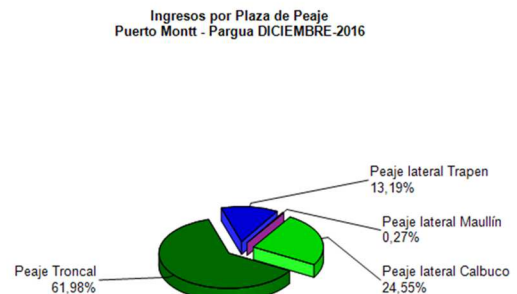 Ingresos por Plaza de Peaje
Puerto Montt - Pargua DICIEMBRE-2016
Peaje lateral Trapen
13,19%
Peaje lateral Maullín
0,27%
Peaje lateral Calbuco
24,55%
Peaje Troncal
61,98%